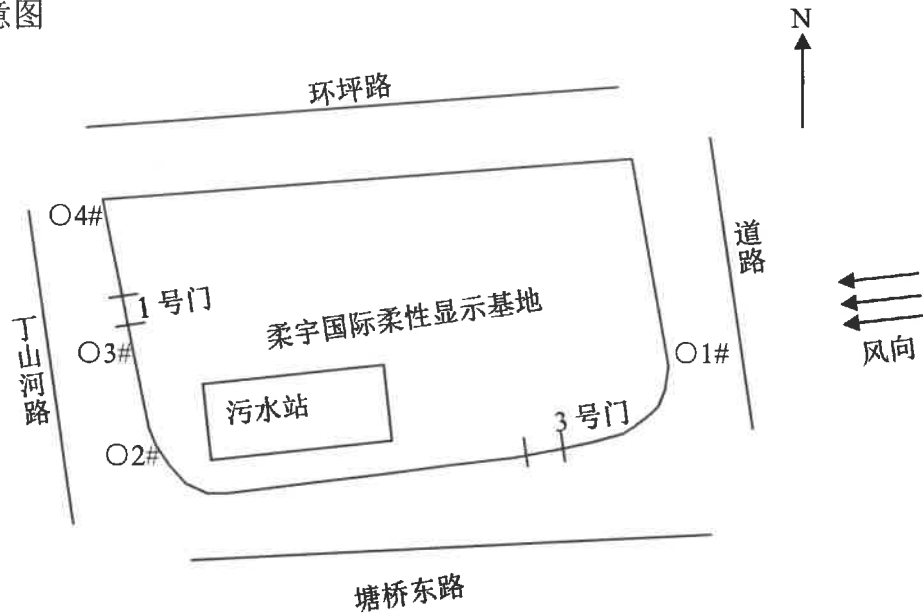 意图
N
环坪路
○4#
道路
1号门
柔宇国际柔性显示基地
丁山河路
○3#
○1#
风向
污水站
3号门
○2#
塘桥东路